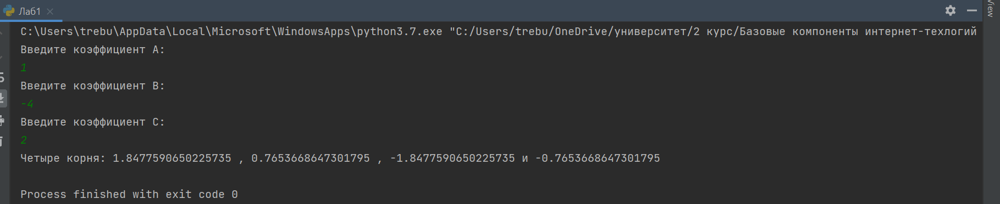 Лаб1
View
C:\Users\trebu\AppData\Local\Microsoft\WindowsApps\python3.7.exe "C:/Users/trebu/OneDrive/университет/2 курс/Базовые компоненты интернет-техлогий
Введите коэффициент A:
1
Введите коэффициент B:
-4
Введите коэффициент C:
2
Четыре корня: 1.8477590650225735 , 0.7653668647301795 , -1.8477590650225735 и -0.7653668647301795
Process finished with exit code 0